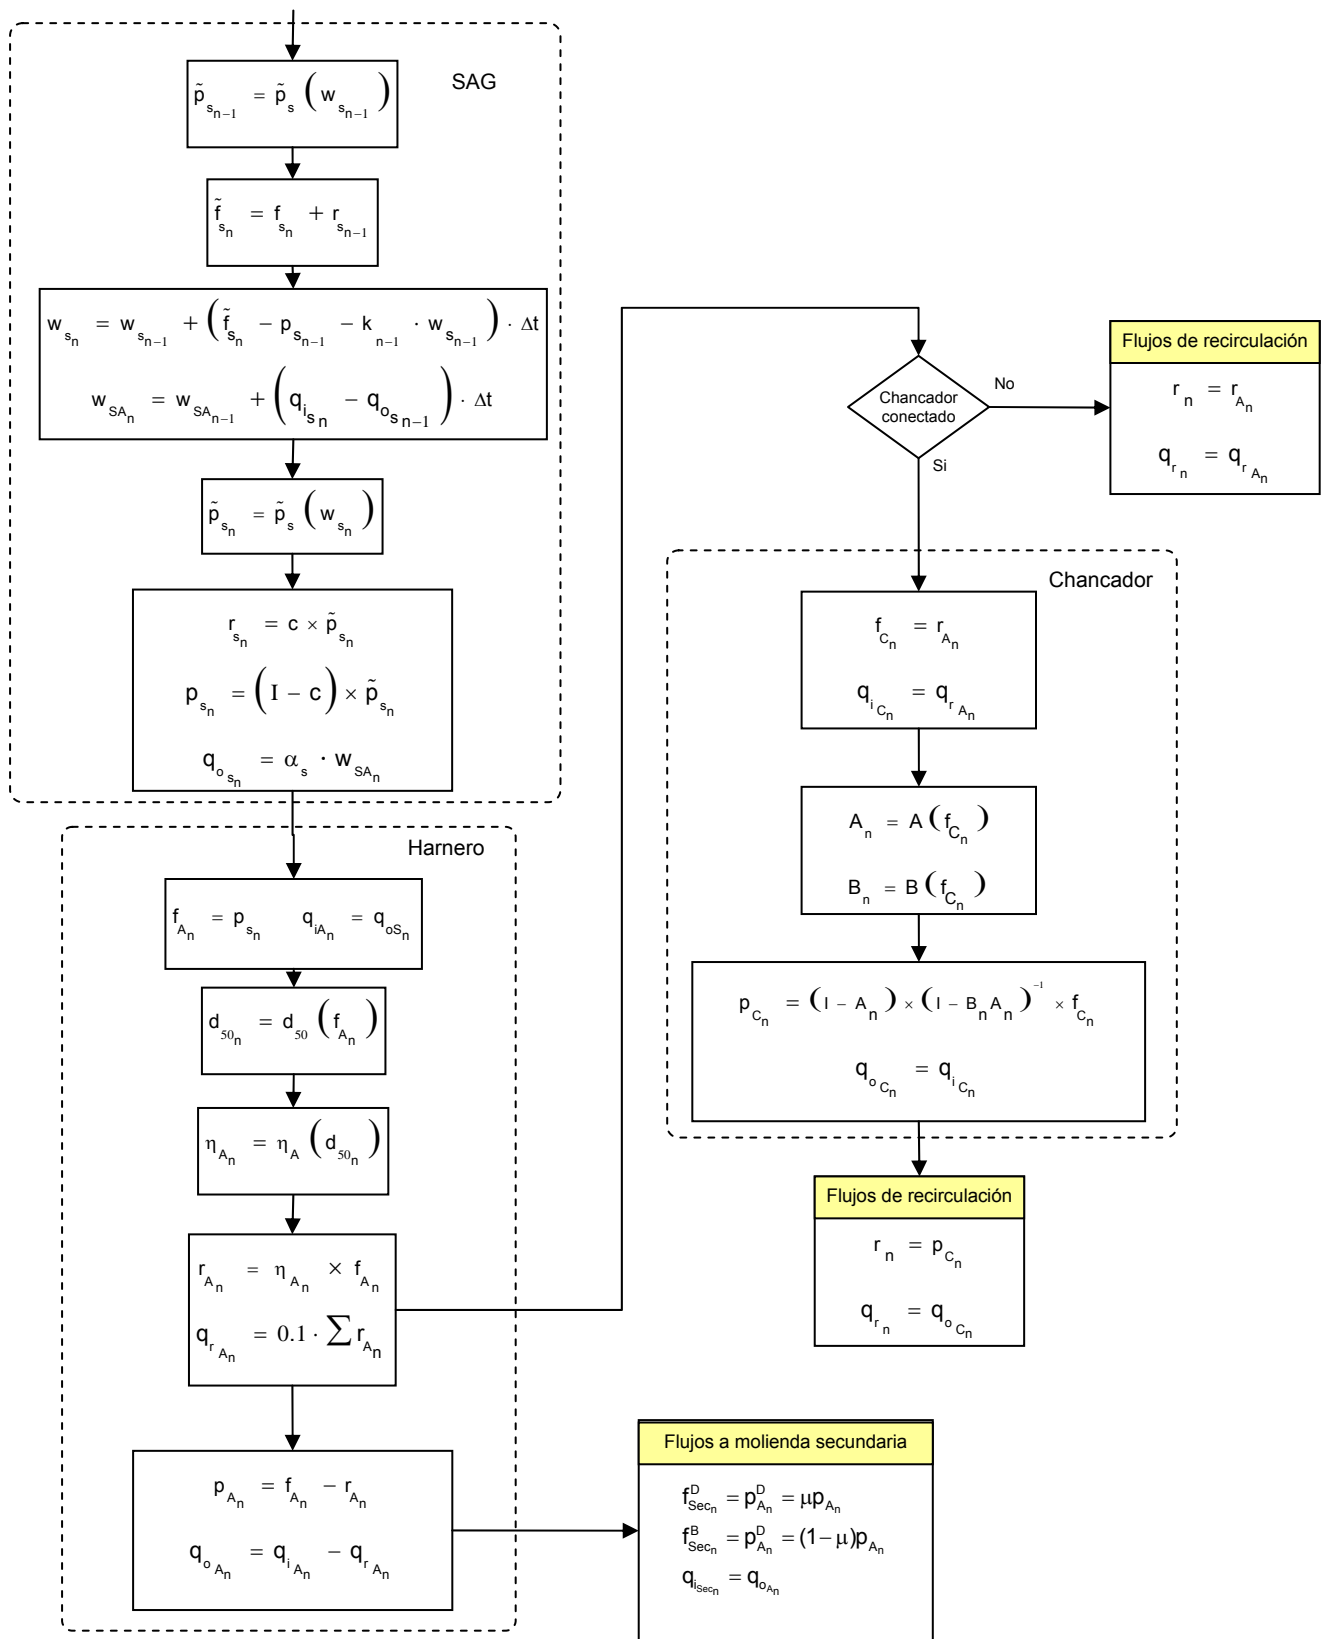 SAG
p̃_{s_{n−1}} = p̃_s (w_{s_{n−1}})
f̃_{s_n} = f_{s_n} + r_{s_{n−1}}
w_{s_n} = w_{s_{n−1}} + (f̃_{s_n} − p_{s_{n−1}} − k_{n−1} · w_{s_{n−1}}) · Δt
w_{SA_n} = w_{SA_{n−1}} + (q_{i_{s_n}} − q_{o_{s_{n−1}}}) · Δt
p̃_{s_n} = p̃_s (w_{s_n})
r_{s_n} = c × p̃_{s_n}
p_{s_n} = (I − c) × p̃_{s_n}
q_{o_{s_n}} = α_s · w_{SA_n}
Harnero
f_{A_n} = p_{s_n} q_{iA_n} = q_{oS_n}
d_{50_n} = d_{50} (f_{A_n})
η_{A_n} = η_A (d_{50_n})
r_{A_n} = η_{A_n} × f_{A_n}
q_{r_{A_n}} = 0.1 · ∑ r_{A_n}
p_{A_n} = f_{A_n} − r_{A_n}
q_{o_{A_n}} = q_{i_{A_n}} − q_{r_{A_n}}
Flujos a molienda secundaria
f^D_{Sec_n} = p^D_{A_n} = μp_{A_n}
f^B_{Sec_n} = p^D_{A_n} = (1−μ)p_{A_n}
q_{i_{Sec_n}} = q_{o_{A_n}}
Chancador
conectado
No
Si
Flujos de recirculación
r_n = r_{A_n}
q_{r_n} = q_{r_{A_n}}
Chancador
f_{C_n} = r_{A_n}
q_{i_{C_n}} = q_{r_{A_n}}
A_n = A (f_{C_n})
B_n = B (f_{C_n})
p_{C_n} = (I − A_n) × (I − B_n A_n)^{−1} × f_{C_n}
q_{o_{C_n}} = q_{i_{C_n}}
Flujos de recirculación
r_n = p_{C_n}
q_{r_n} = q_{o_{C_n}}